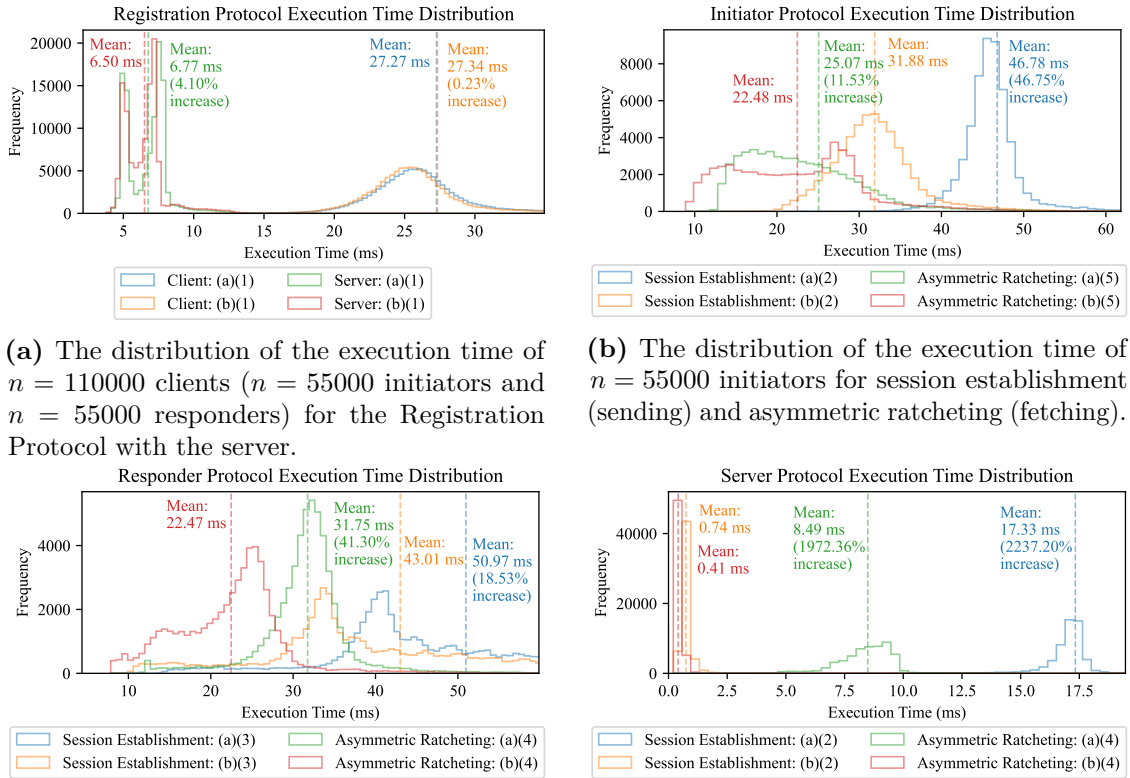 Registration Protocol Execution Time Distribution
Frequency
20000
15000
10000
5000
0
Mean:
6.50 ms
Mean:
6.77 ms
(4.10%
increase)
Mean:
27.27 ms
Mean:
27.34 ms
(0.23%
increase)
5 10 15 20 25 30
Execution Time (ms)
Client: (a)(1) Server: (a)(1)
Client: (b)(1) Server: (b)(1)
(a) The distribution of the execution time of
n = 110000 clients (n = 55000 initiators and
n = 55000 responders) for the Registration
Protocol with the server.
Initiator Protocol Execution Time Distribution
Frequency
8000
6000
4000
2000
0
Mean:
22.48 ms
Mean:
25.07 ms
(11.53%
increase)
Mean:
31.88 ms
Mean:
46.78 ms
(46.75%
increase)
10 20 30 40 50 60
Execution Time (ms)
Session Establishment: (a)(2) Asymmetric Ratcheting: (a)(5)
Session Establishment: (b)(2) Asymmetric Ratcheting: (b)(5)
(b) The distribution of the execution time of
n = 55000 initiators for session establishment
(sending) and asymmetric ratcheting (fetching).
Responder Protocol Execution Time Distribution
Frequency
4000
2000
0
Mean:
22.47 ms
Mean:
31.75 ms
(41.30%
increase)
Mean:
43.01 ms
Mean:
50.97 ms
(18.53%
increase)
10 20 30 40 50
Execution Time (ms)
Session Establishment: (a)(3) Asymmetric Ratcheting: (a)(4)
Session Establishment: (b)(3) Asymmetric Ratcheting: (b)(4)
Server Protocol Execution Time Distribution
Frequency
40000
20000
0
Mean:
0.74 ms
Mean:
0.41 ms
Mean:
8.49 ms
(1972.36%
increase)
Mean:
17.33 ms
(2237.20%
increase)
0.0 2.5 5.0 7.5 10.0 12.5 15.0 17.5
Execution Time (ms)
Session Establishment: (a)(2) Asymmetric Ratcheting: (a)(4)
Session Establishment: (b)(2) Asymmetric Ratcheting: (b)(4)